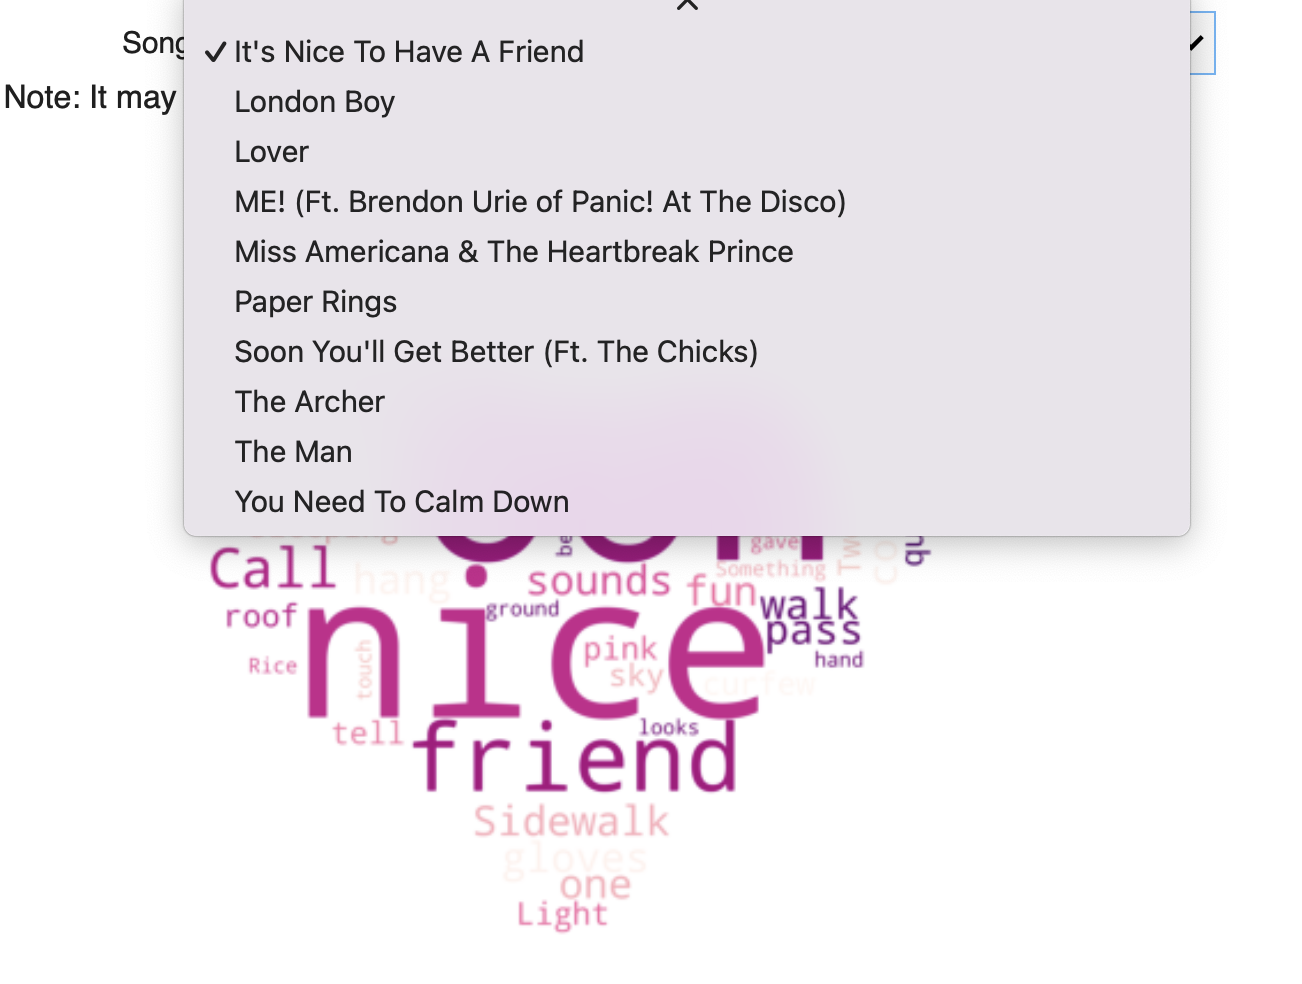 Song
It's Nice To Have A Friend
Note: It may
London Boy
Lover
ME! (Ft. Brendon Urie of Panic! At The Disco)
Miss Americana & The Heartbreak Prince
Paper Rings
Soon You'll Get Better (Ft. The Chicks)
The Archer
The Man
You Need To Calm Down
be
gave
Call
hang
sounds
Something
fun
roof
ground
walk
pass
nice
touch
pink
hand
Rice
sky
curfew
tell
looks
friend
Sidewalk
gloves
one
Light